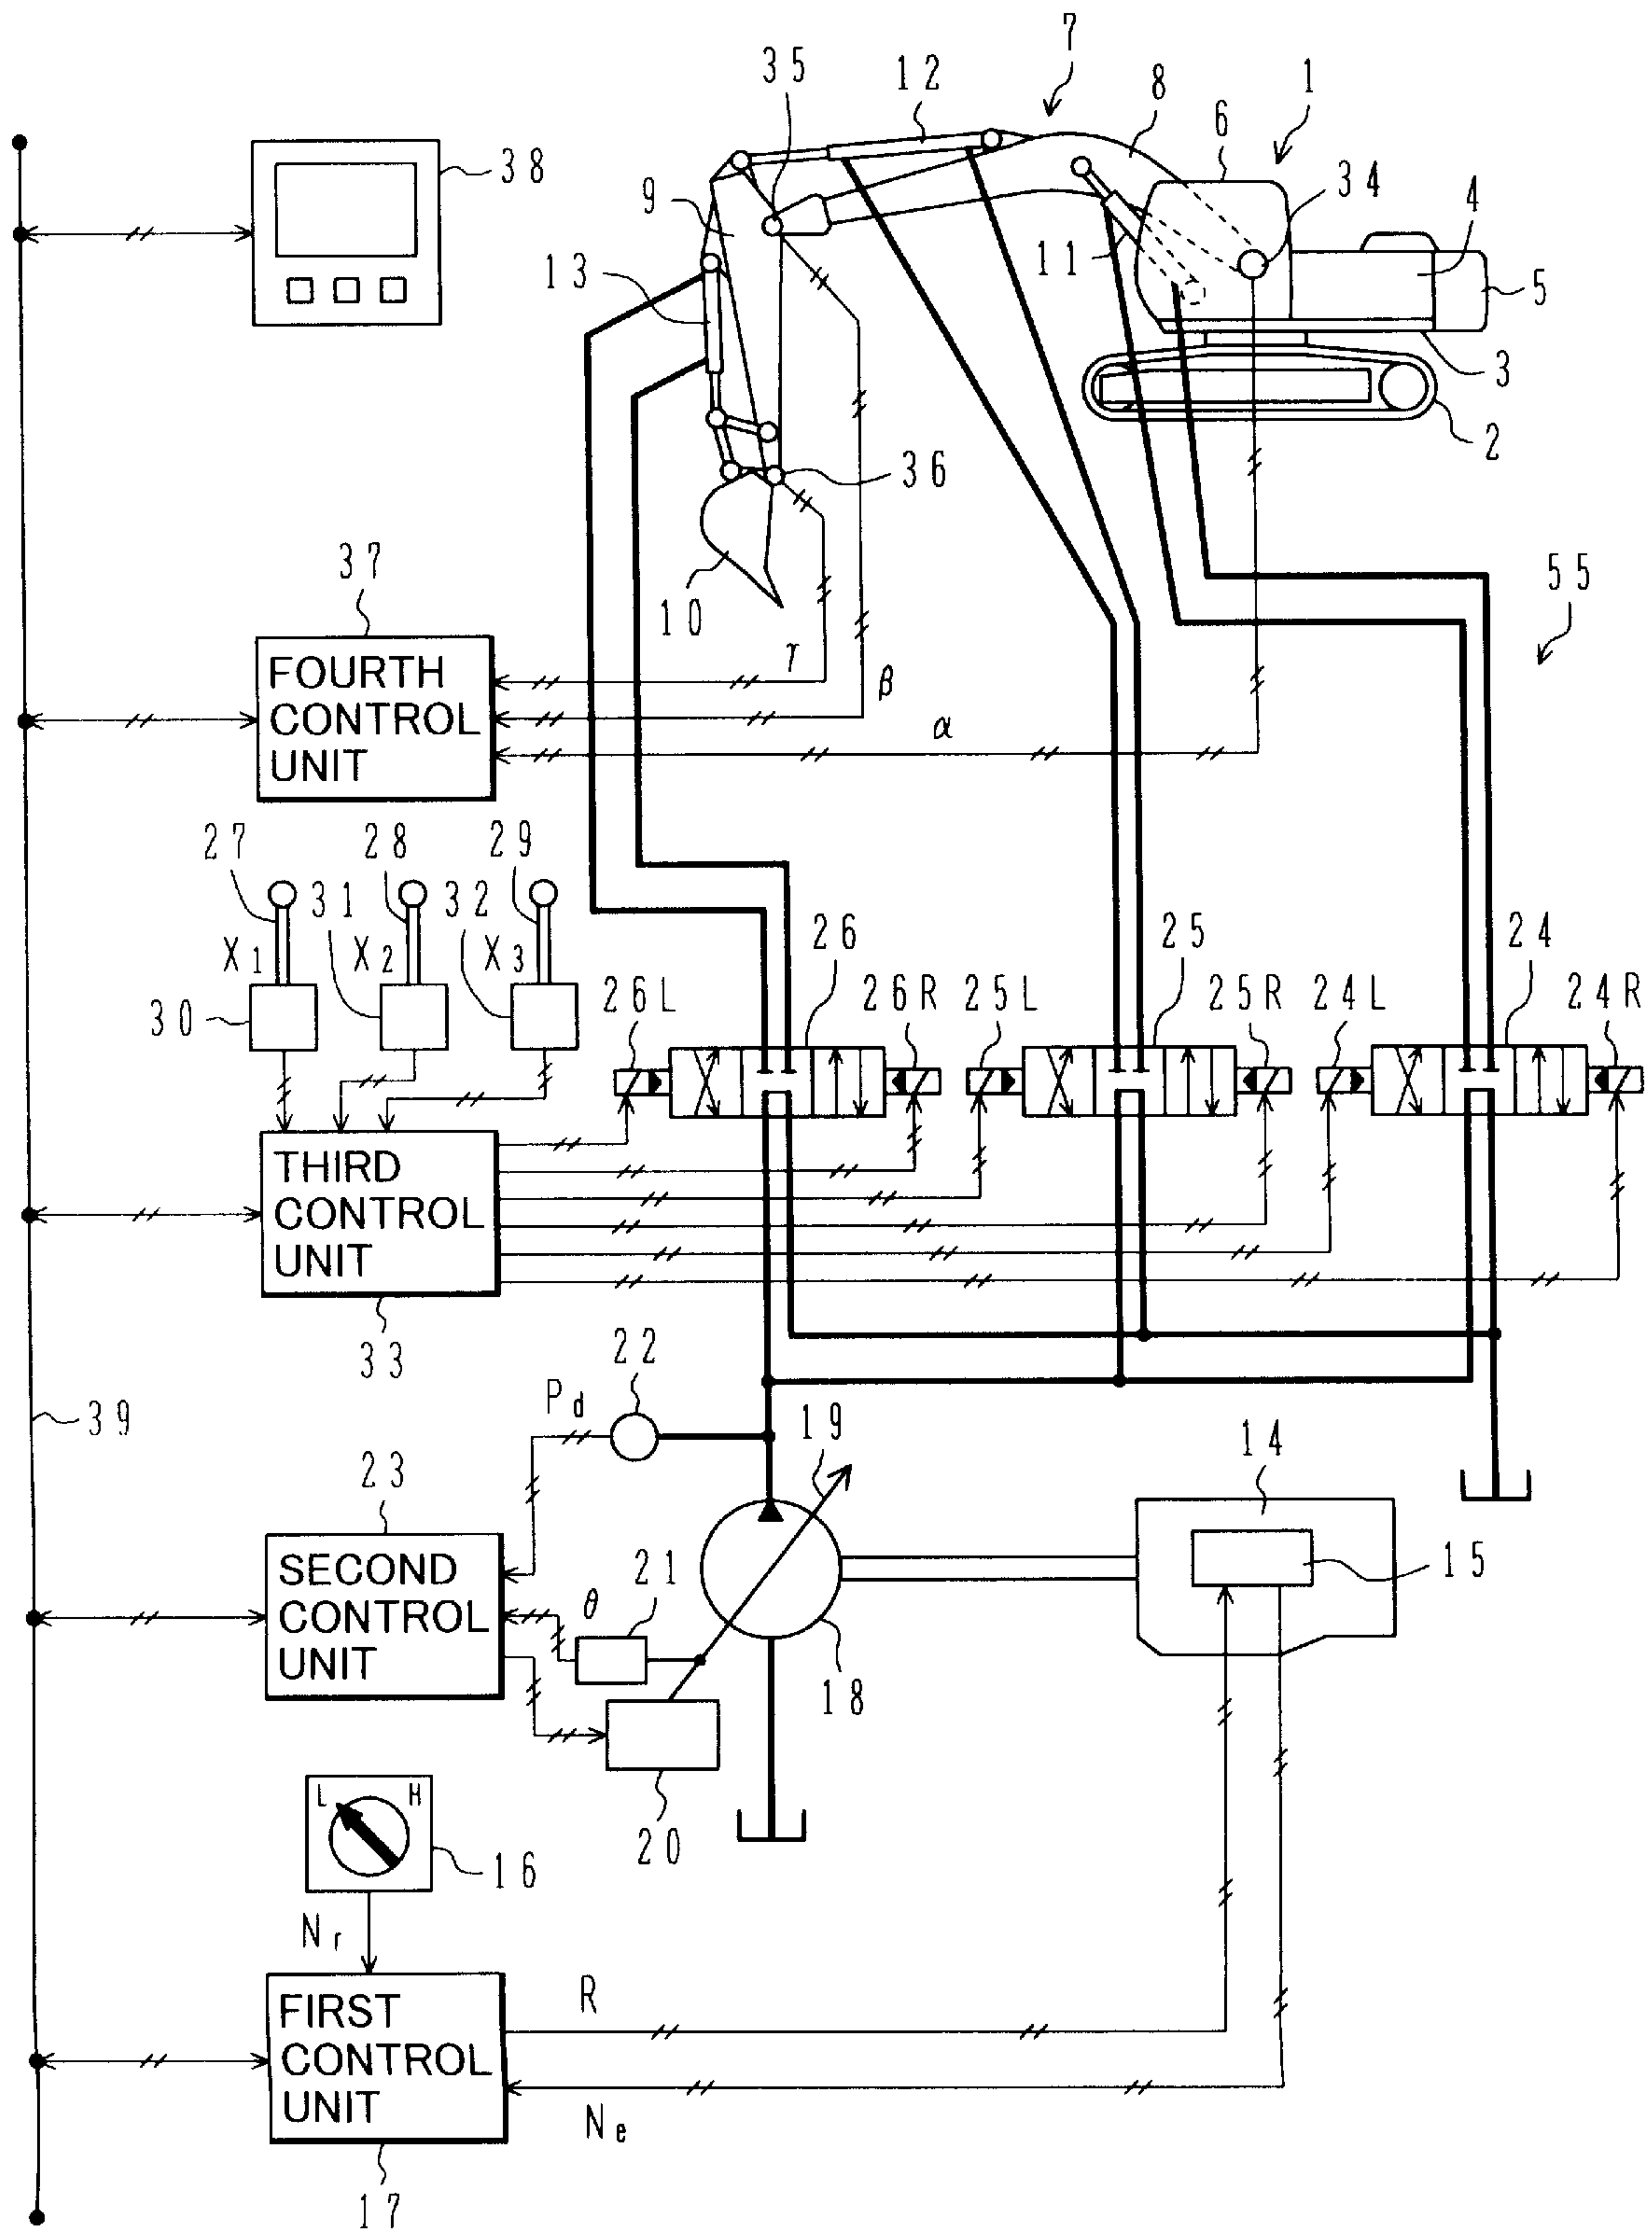 7
35
12
1
8
6
38
34
4
9
13
11
5
3
2
36
37
55
10
γ
FOURTH
CONTROL
UNIT
β
α
27
28
29
31
32
26
25
24
X1
X2
X3
26L
26R
25L
25R
24L
24R
30
THIRD
CONTROL
UNIT
33
22
Pd
19
39
14
23
SECOND
CONTROL
UNIT
21
15
θ
18
L
H
20
16
Nr
FIRST
CONTROL
UNIT
R
Ne
17